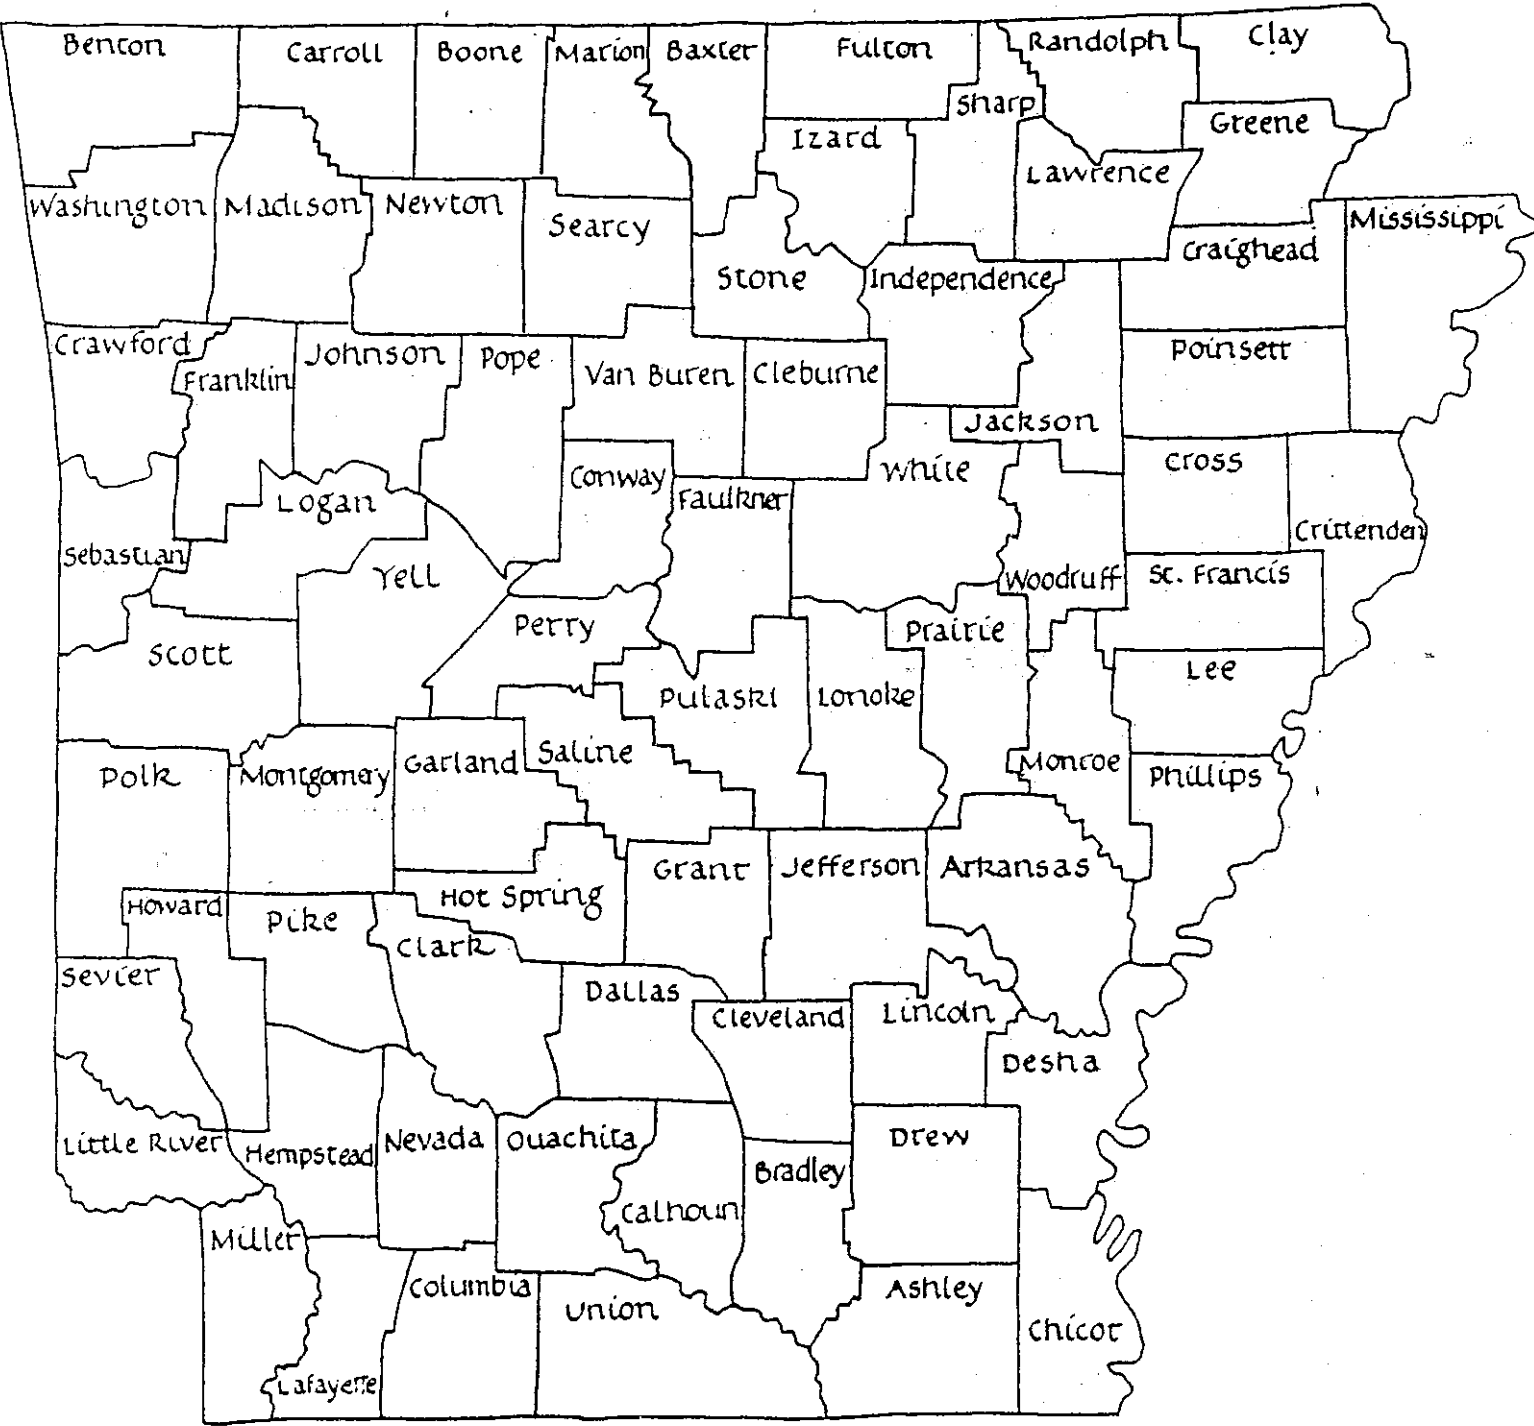 Benton
Carroll
Boone
Marion
Baxter
Fulton
Randolph
Clay
Sharp
Izard
Greene
Lawrence
Washington
Madison
Newton
Searcy
Stone
Independence
Craighead
Mississippi
Crawford
Franklin
Johnson
Pope
Van Buren
Cleburne
Jackson
Poinsett
Logan
Conway
Faulkner
White
Cross
Crittenden
Sebastian
Yell
Woodruff
St. Francis
Scott
Perry
Prairie
Lee
Pulaski
Lonoke
Polk
Montgomery
Garland
Saline
Monroe
Phillips
Howard
Pike
Hot Spring
Grant
Jefferson
Arkansas
Clark
Sevier
Dallas
Cleveland
Lincoln
Desha
Little River
Hempstead
Nevada
Ouachita
Calhoun
Bradley
Drew
Miller
Lafayette
Columbia
Union
Ashley
Chicot